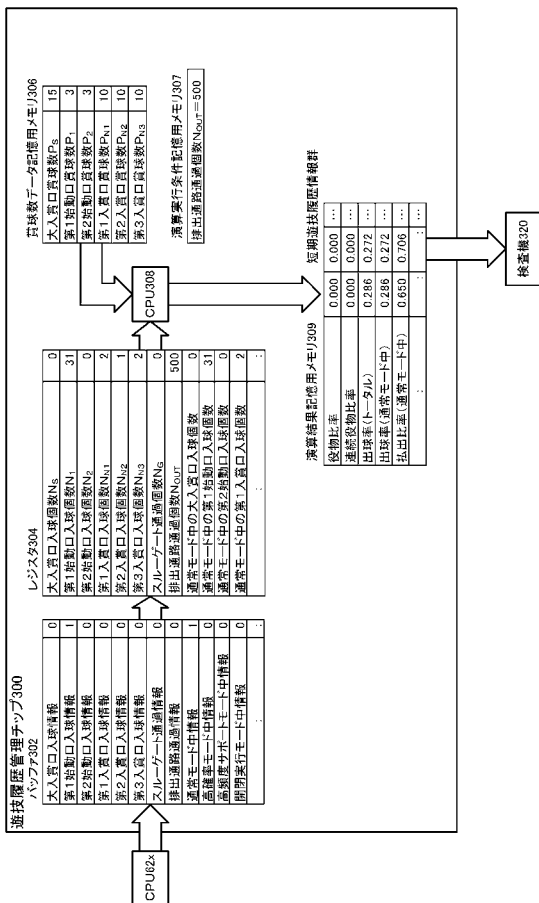 遊技履歴管理チップ300
CPU62x
バッファ302
大入賞口入球情報 0
第1始動口入球情報 1
第2始動口入球情報 0
第1入賞口入球情報 0
第2入賞口入球情報 0
第3入賞口入球情報 0
スルーゲート通過情報 0
排出通路通過情報 0
通常モード中情報 1
高確率モード中情報 0
高頻度サポートモード中情報 0
開閉実行モード中情報 0
: :
レジスタ304
大入賞口入球個数NS 0
第1始動口入球個数N1 31
第2始動口入球個数N2 0
第1入賞口入球個数NN1 2
第2入賞口入球個数NN2 1
第3入賞口入球個数NN3 2
スルーゲート通過個数NG 0
排出通路通過個数NOUT 500
通常モード中の大入賞口入球個数 0
通常モード中の第1始動口入球個数 31
通常モード中の第2始動口入球個数 0
通常モード中の第1入賞口入球個数 2
: :
CPU308
賞球数データ記憶用メモリ306
大入賞口賞球数PS 15
第1始動口賞球数P1 3
第2始動口賞球数P2 3
第1入賞口賞球数PN1 10
第2入賞口賞球数PN2 10
第3入賞口賞球数PN3 10
演算実行条件記憶用メモリ307
排出通路通過個数NOUT=500
演算結果記憶用メモリ309 短期遊技履歴情報群
役物比率 0.000 0.000 …
連続役物比率 0.000 0.000 …
出球率(トータル) 0.286 0.272 …
出球率(通常モード中) 0.286 0.272 …
払出比率(通常モード中) 0.650 0.706 …
: : :
検査機320